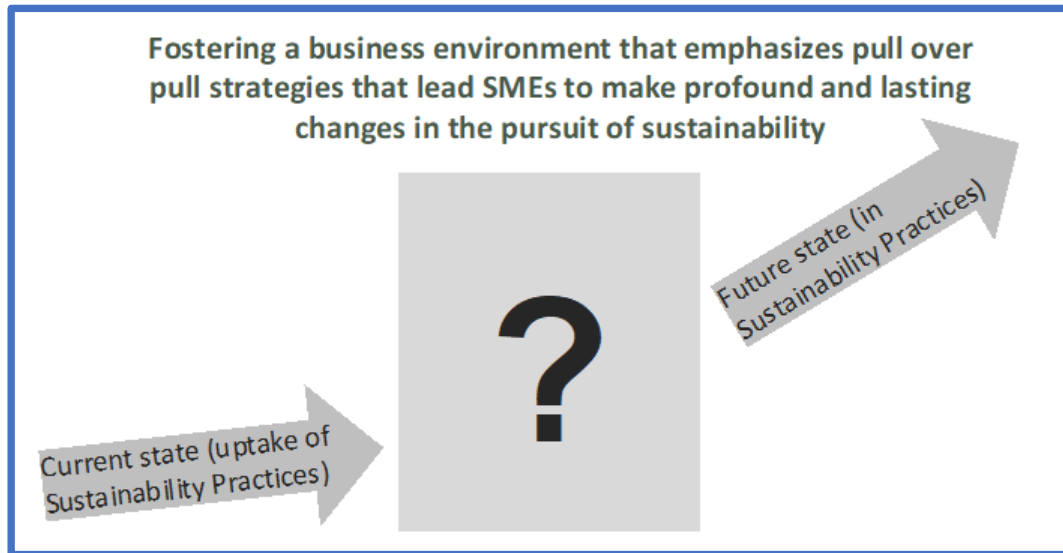 Fostering a business environment that emphasizes pull over
pull strategies that lead SMEs to make profound and lasting
changes in the pursuit of sustainability
Future state (in
Sustainability Practices)
?
Current state (uptake of
Sustainability Practices)